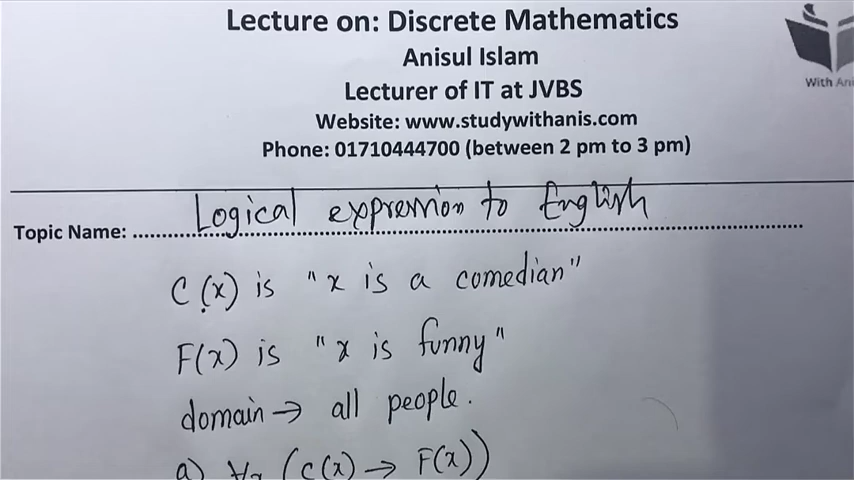 Lecture on: Discrete Mathematics
Anisul Islam
Lecturer of IT at JVBS
Website: www.studywithanis.com
Phone: 01710444700 (between 2 pm to 3 pm)
With Ani
Topic Name: Logical expression to English
C(x) is "x is a comedian"
F(x) is "x is funny"
domain → all people.
a) ∀x (C(x) → F(x))